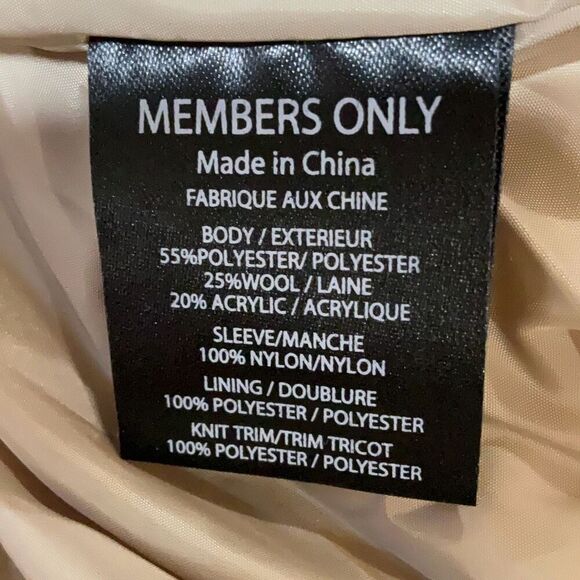 MEMBERS ONLY
Made in China
FABRIQUE AUX CHINE
BODY / EXTERIEUR
55%POLYESTER/ POLYESTER
25%WOOL / LAINE
20% ACRYLIC / ACRYLIQUE
SLEEVE/MANCHE
100% NYLON/NYLON
LINING / DOUBLURE
100% POLYESTER / POLYESTER
KNIT TRIM/TRIM TRICOT
100% POLYESTER / POLYESTER